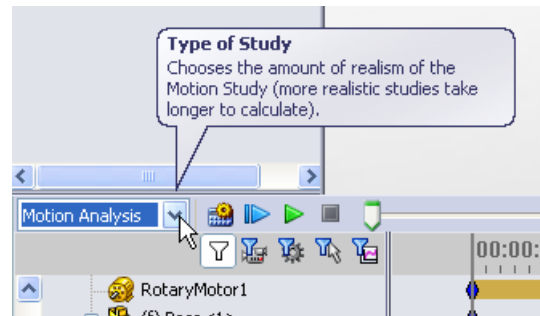 Type of Study
Chooses the amount of realism of the
Motion Study (more realistic studies take
longer to calculate).
Motion Analysis
00:00:
RotaryMotor1